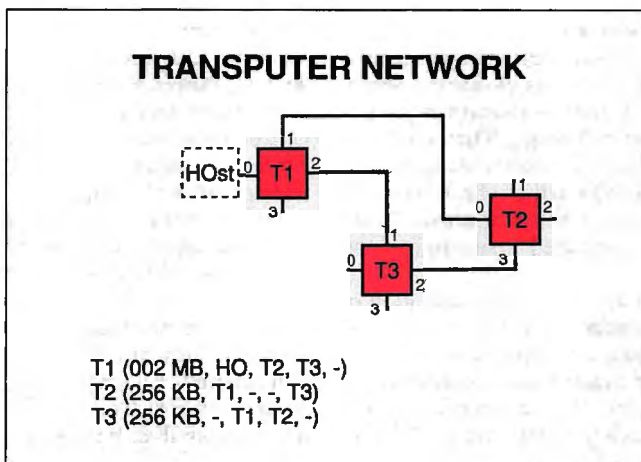 TRANSPUTER NETWORK
1
HOst 0 T1 2
3
1
0 T2 2
3
1
0 T3 2
3
T1 (002 MB, HO, T2, T3, -)
T2 (256 KB, T1, -, -, T3)
T3 (256 KB, -, T1, T2, -)